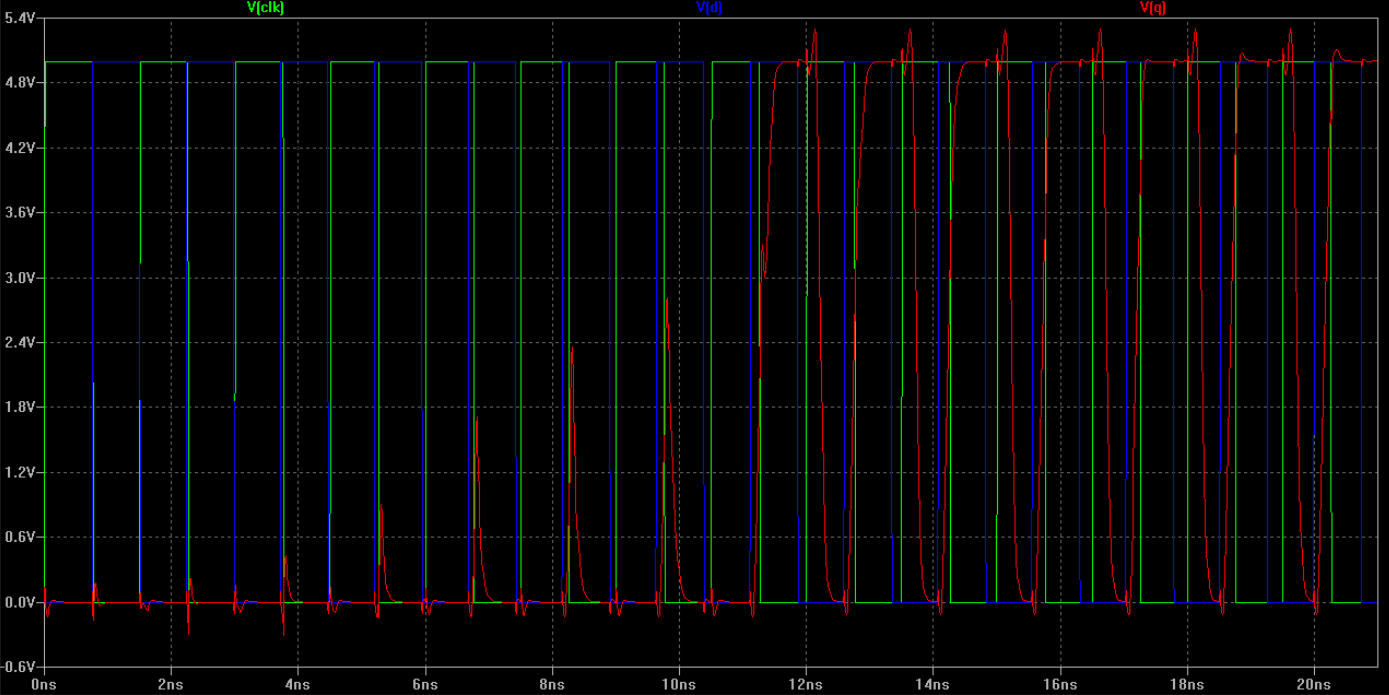 V(clk) V(d) V(q)
5.4V
4.8V
4.2V
3.6V
3.0V
2.4V
1.8V
1.2V
0.6V
0.0V
-0.6V
0ns 2ns 4ns 6ns 8ns 10ns 12ns 14ns 16ns 18ns 20ns